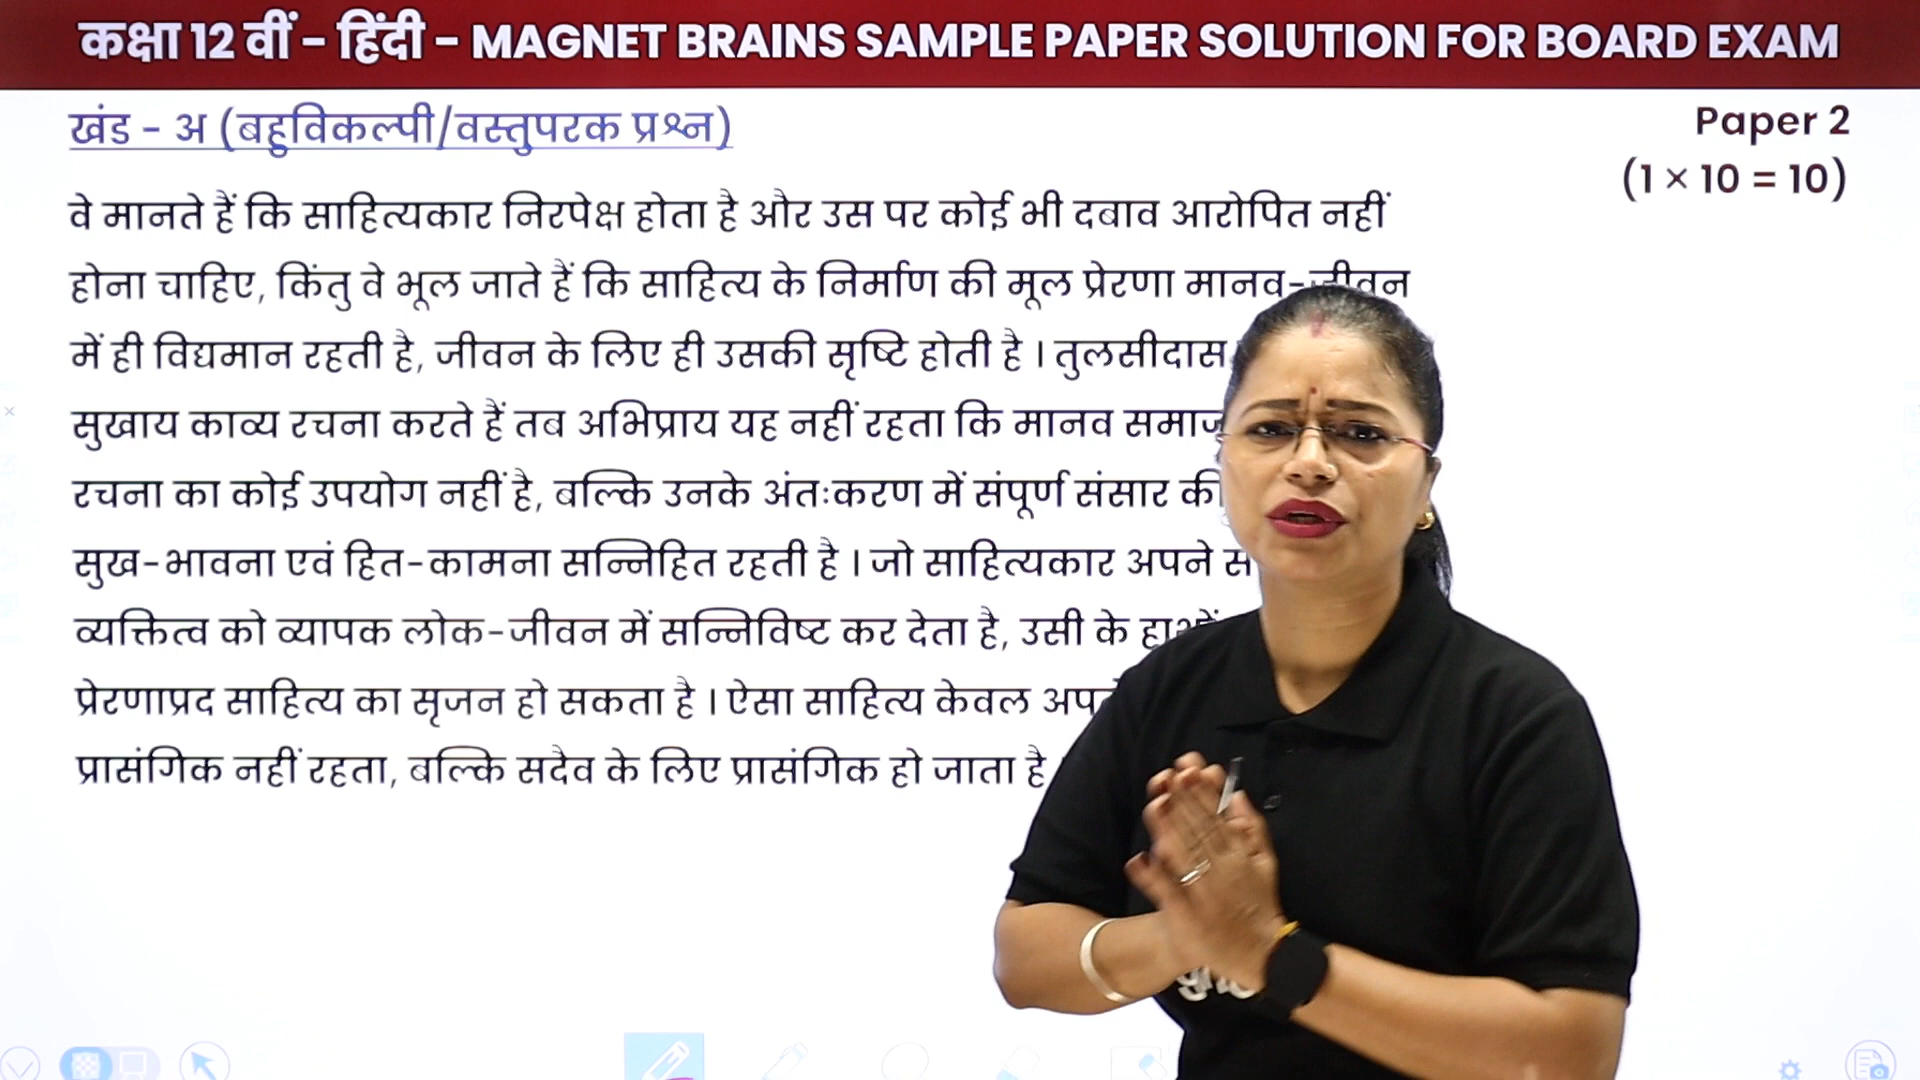 कक्षा 12 वीं - हिंदी - MAGNET BRAINS SAMPLE PAPER SOLUTION FOR BOARD EXAM
खंड - अ (बहुविकल्पी/वस्तुपरक प्रश्न)
Paper 2
(1 × 10 = 10)
वे मानते हैं कि साहित्यकार निरपेक्ष होता है और उस पर कोई भी दबाव आरोपित नहीं
होना चाहिए, किंतु वे भूल जाते हैं कि साहित्य के निर्माण की मूल प्रेरणा मानव-जीवन
में ही विद्यमान रहती है, जीवन के लिए ही उसकी सृष्टि होती है । तुलसीदास
सुखाय काव्य रचना करते हैं तब अभिप्राय यह नहीं रहता कि मानव समाज
रचना का कोई उपयोग नहीं है, बल्कि उनके अंतःकरण में संपूर्ण संसार की
सुख-भावना एवं हित-कामना सन्निहित रहती है । जो साहित्यकार अपने
व्यक्तित्व को व्यापक लोक-जीवन में सन्निविष्ट कर देता है, उसी के हाथों
प्रेरणाप्रद साहित्य का सृजन हो सकता है । ऐसा साहित्य केवल
प्रासंगिक नहीं रहता, बल्कि सदैव के लिए प्रासंगिक हो जाता है